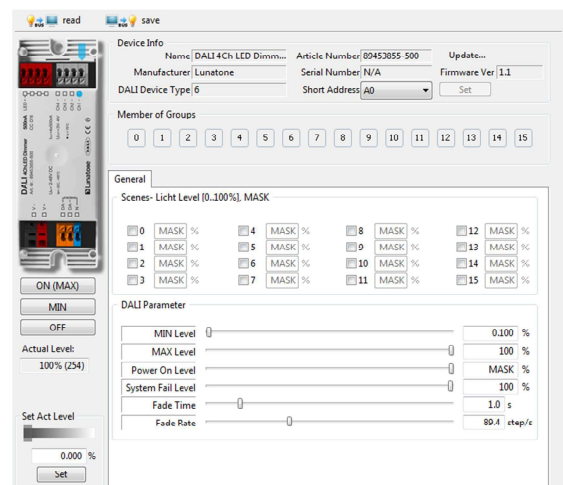 read save
Device Info
Name DALI 4Ch LED Dimm... Article Number 89453855-500 Update...
Manufacturer Lunatone Serial Number N/A Firmware Ver 1.1
DALI Device Type 6 Short Address A0 Set
Member of Groups
0 1 2 3 4 5 6 7 8 9 10 11 12 13 14 15
General
Scenes- Licht Level [0..100%], MASK
0 MASK % 4 MASK % 8 MASK % 12 MASK %
1 MASK % 5 MASK % 9 MASK % 13 MASK %
2 MASK % 6 MASK % 10 MASK % 14 MASK %
3 MASK % 7 MASK % 11 MASK % 15 MASK %
DALI Parameter
MIN Level 0.100 %
MAX Level 100 %
Power On Level MASK %
System Fail Level 100 %
Fade Time 1.0 s
Fade Rate 89.4 step/s
DALI 4Ch LED Dimmer
Lunatone
ON (MAX)
MIN
OFF
Actual Level:
100% (254)
Set Act Level
0.000 %
Set